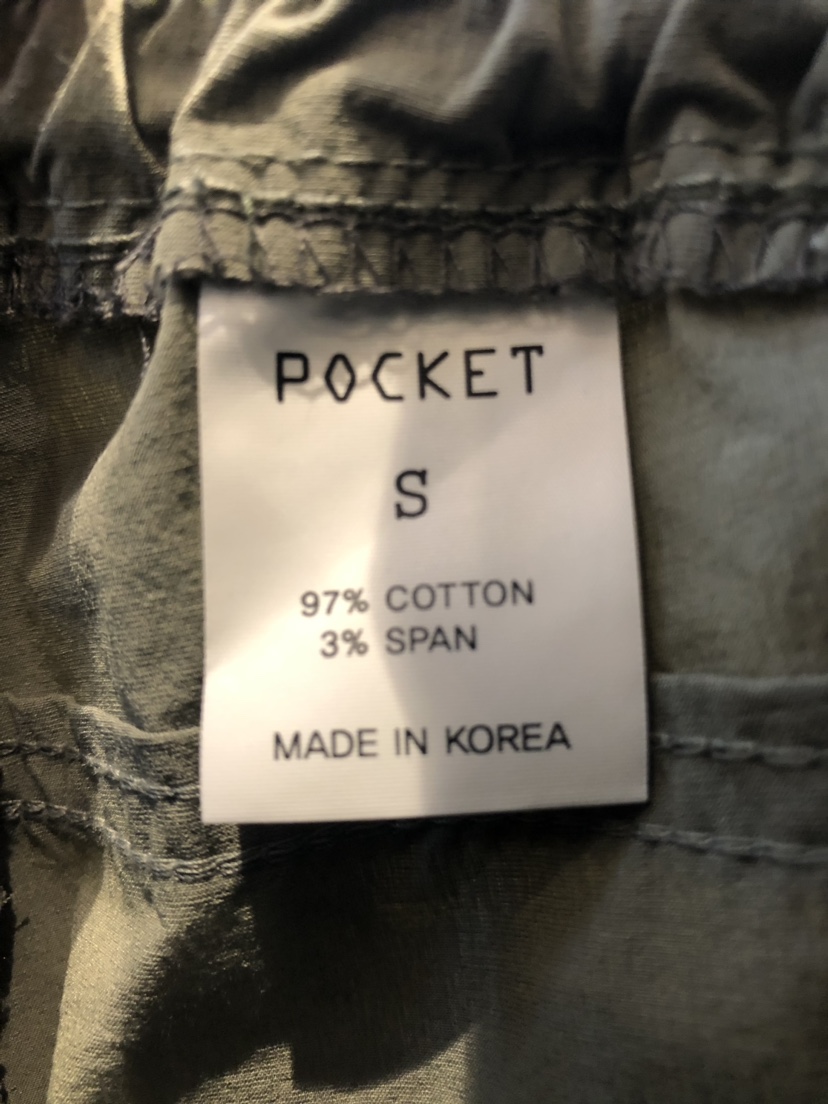 POCKET
S
97% COTTON
3% SPAN
MADE IN KOREA